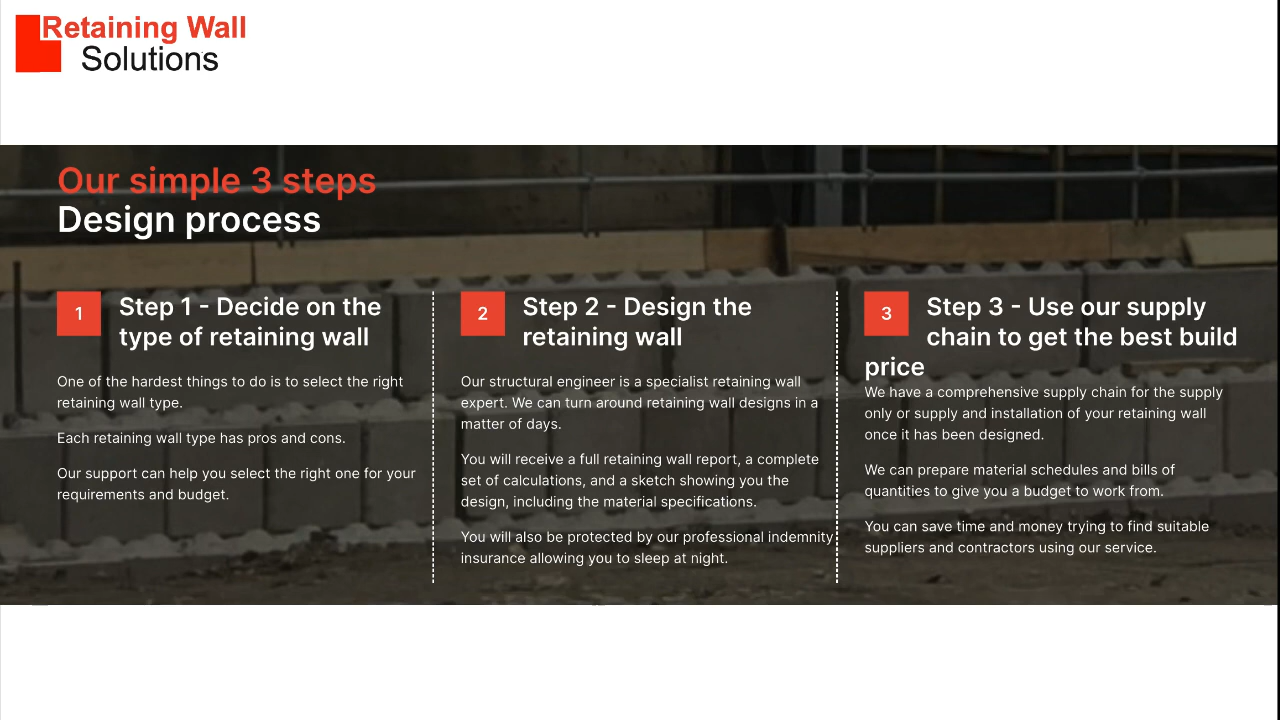 Retaining Wall
Solutions
Our simple 3 steps
Design process
1
Step 1 - Decide on the
type of retaining wall
One of the hardest things to do is to select the right
retaining wall type.
Each retaining wall type has pros and cons.
Our support can help you select the right one for your
requirements and budget.
2
Step 2 - Design the
retaining wall
Our structural engineer is a specialist retaining wall
expert. We can turn around retaining wall designs in a
matter of days.
You will receive a full retaining wall report, a complete
set of calculations, and a sketch showing you the
design, including the material specifications.
You will also be protected by our professional indemnity
insurance allowing you to sleep at night.
3
Step 3 - Use our supply
chain to get the best build
price
We have a comprehensive supply chain for the supply
only or supply and installation of your retaining wall
once it has been designed.
We can prepare material schedules and bills of
quantities to give you a budget to work from.
You can save time and money trying to find suitable
suppliers and contractors using our service.